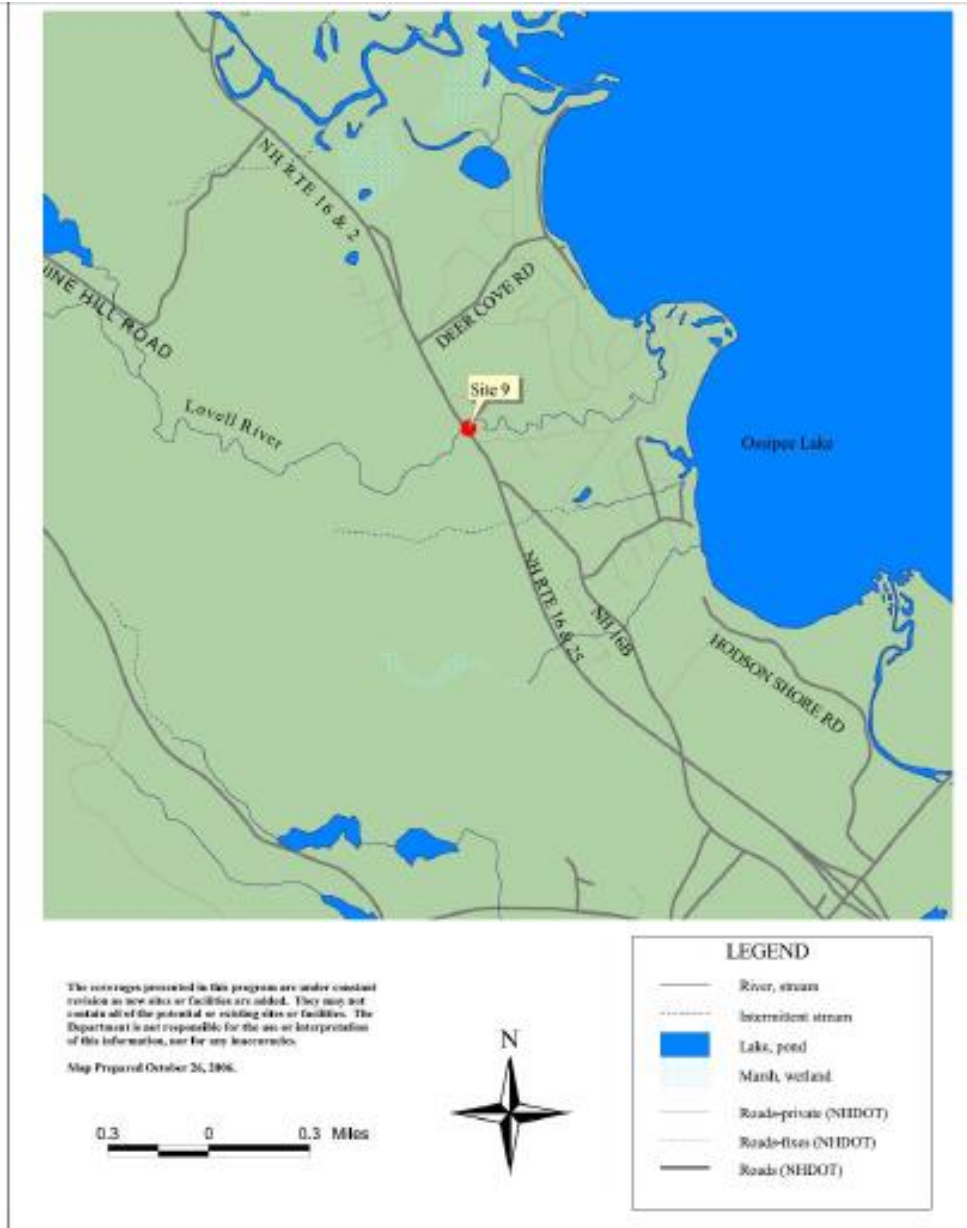 NH RTE 16 & 2
INE HILL ROAD
DEER COVE RD
Site 9
Lovell River
Ossipee Lake
NH RTE 16 & 25
NH 16B
HODSON SHORE RD
The coverages presented in this program are under constant
revision as new sites or facilities are added. They may not
contain all of the potential or existing sites or facilities. The
Department is not responsible for the use or interpretation
of this information, nor for any inaccuracies.
Map Prepared October 26, 2006.
0.3 0 0.3 Miles
N
LEGEND
River, stream
Intermittent stream
Lake, pond
Marsh, wetland
Roads-private (NHDOT)
Roads-fixes (NHDOT)
Roads (NHDOT)